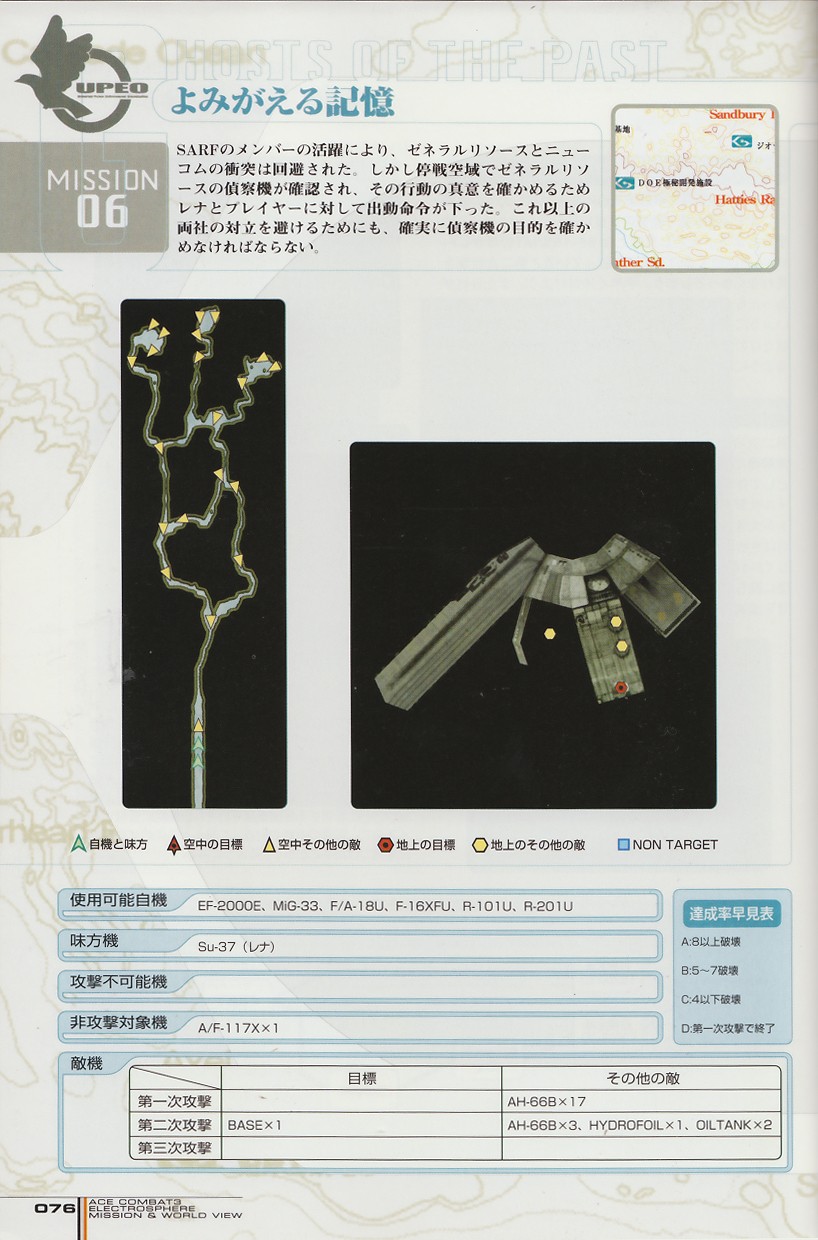 GHOSTS OF THE PAST
UPEO
よみがえる記憶
MISSION
06
SARFのメンバーの活躍により、ゼネラルリソースとニュー
コムの衝突は回避された。しかし停戦空域でゼネラルリソ
ースの偵察機が確認され、その行動の真意を確かめるため
レナとプレイヤーに対して出動命令が下った。これ以上の
両社の対立を避けるためにも、確実に偵察機の目的を確か
めなければならない。
Sandbury
基地
ジオ
DOE極秘開発施設
Hatties Ra
ther Sd.
自機と味方
空中の目標
空中その他の敵
地上の目標
地上のその他の敵
NON TARGET
使用可能自機
EF-2000E、MiG-33、F/A-18U、F-16XFU、R-101U、R-201U
味方機
Su-37（レナ）
攻撃不可能機
非攻撃対象機
A/F-117X×1
達成率早見表
A:8以上破壊
B:5～7破壊
C:4以下破壊
D:第一次攻撃で終了
敵機
目標
その他の敵
第一次攻撃
AH-66B×17
第二次攻撃
BASE×1
AH-66B×3、HYDROFOIL×1、OILTANK×2
第三次攻撃
076
ACE COMBAT3
ELECTROSPHERE
MISSION & WORLD VIEW